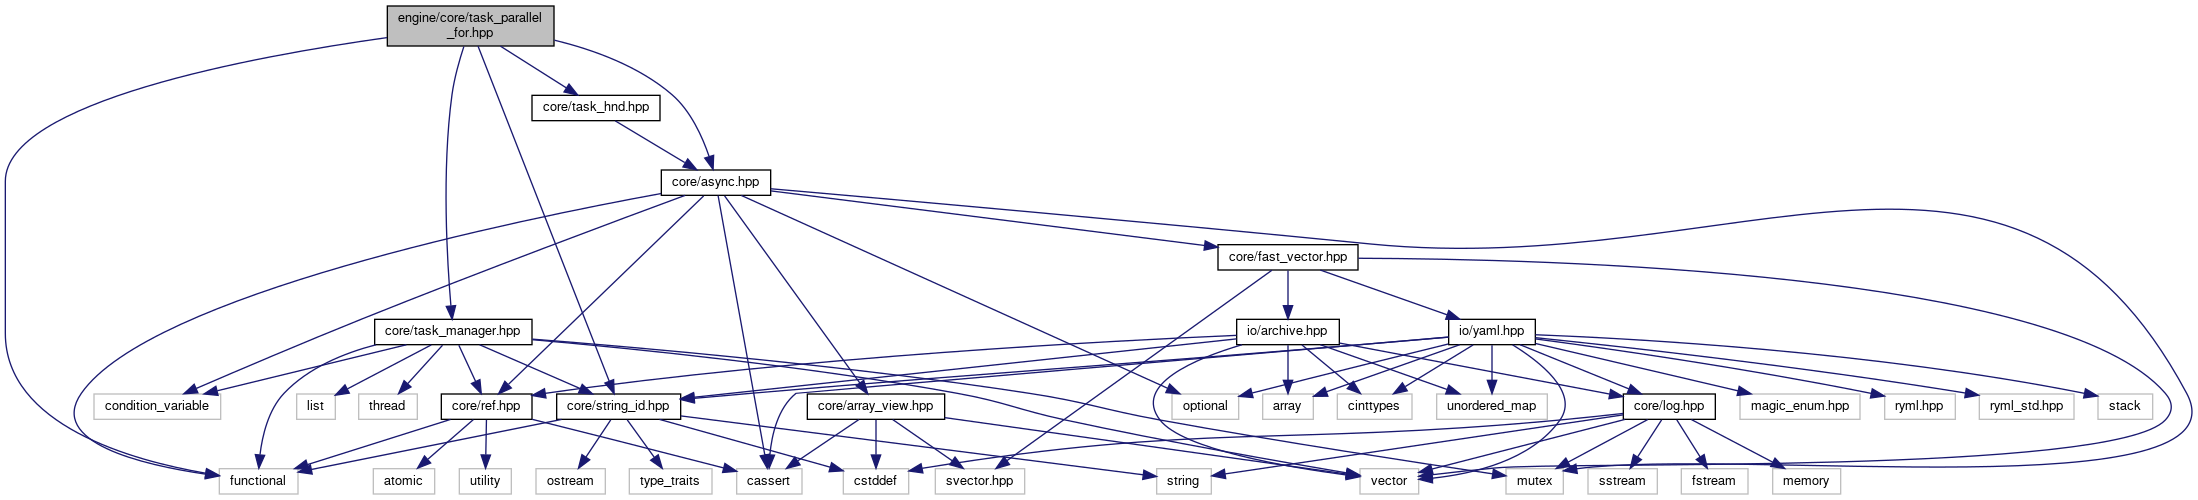 engine/core/task_parallel
_for.hpp
core/task_hnd.hpp
core/async.hpp
core/fast_vector.hpp
core/task_manager.hpp
io/archive.hpp
io/yaml.hpp
condition_variable
list
thread
core/ref.hpp
core/string_id.hpp
core/array_view.hpp
optional
array
cinttypes
unordered_map
core/log.hpp
magic_enum.hpp
ryml.hpp
ryml_std.hpp
stack
functional
atomic
utility
ostream
type_traits
cassert
cstddef
svector.hpp
string
vector
mutex
sstream
fstream
memory